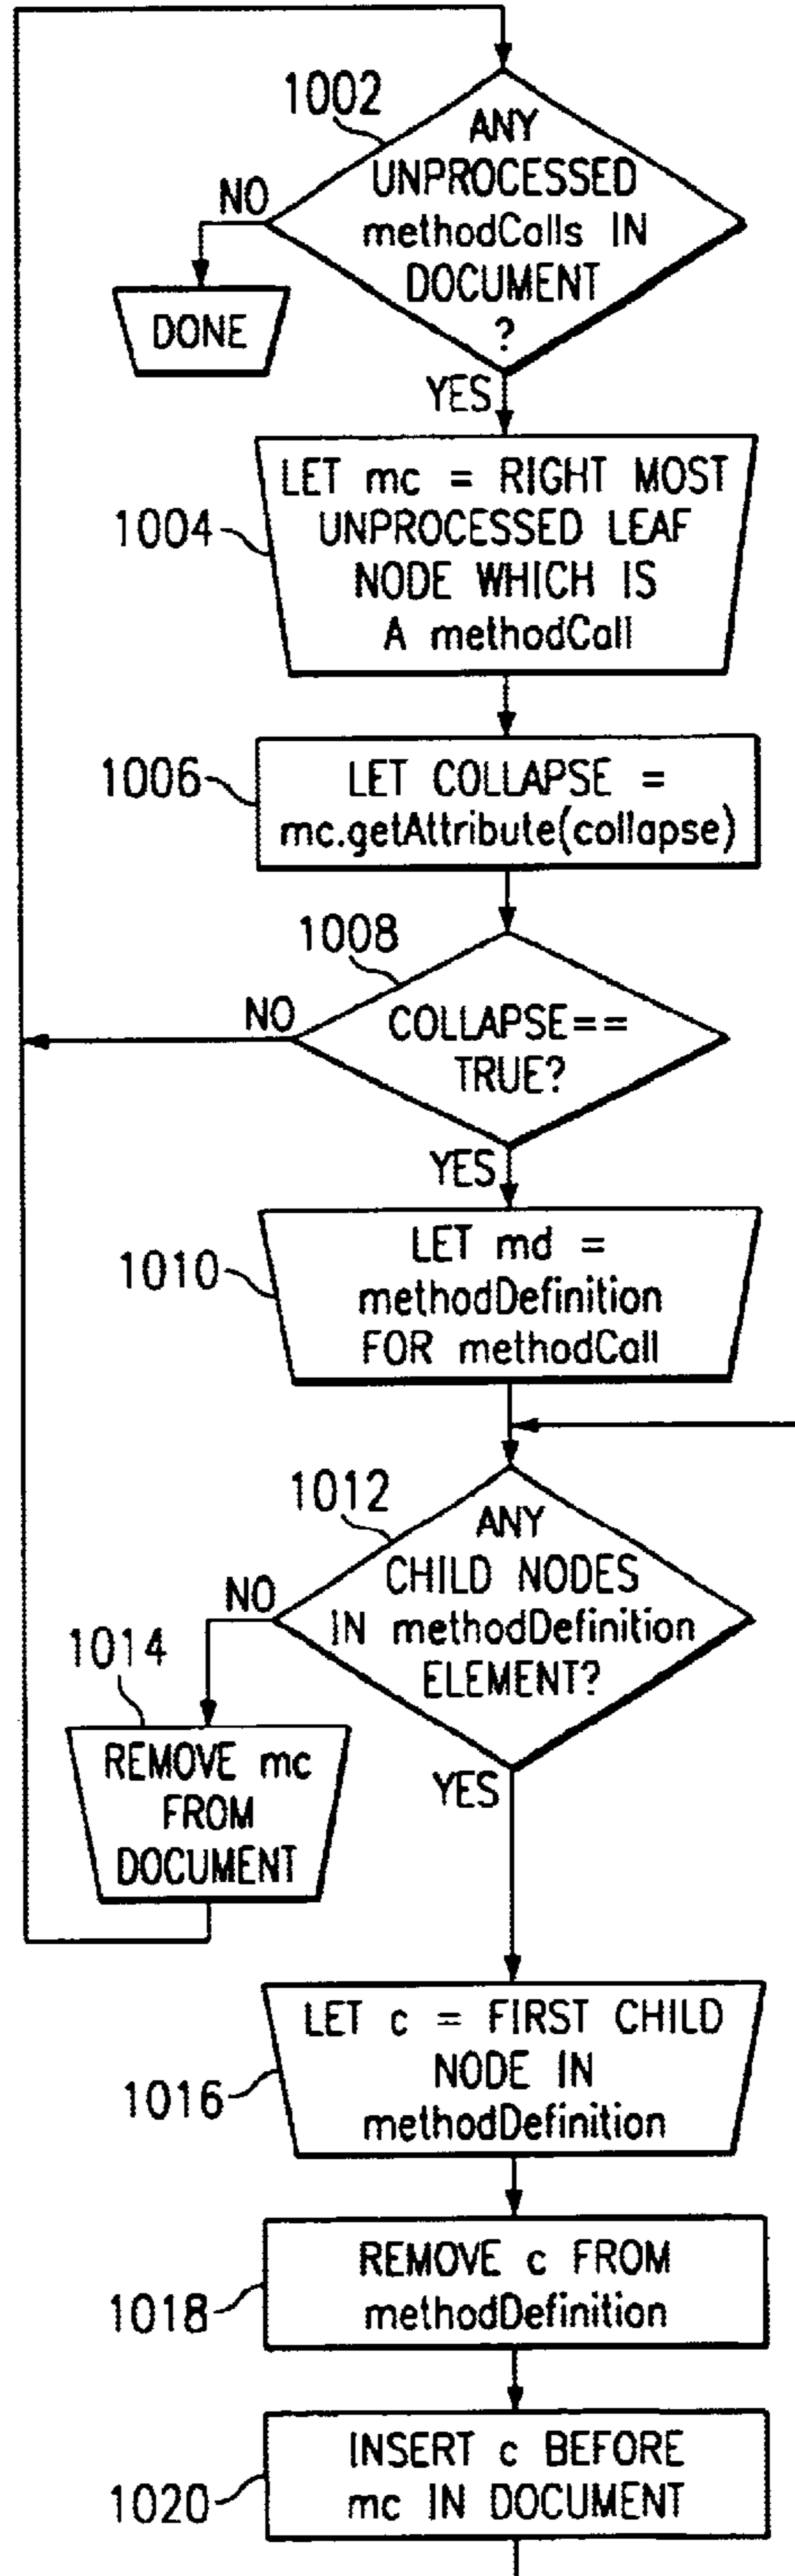 1002
ANY
UNPROCESSED
methodCalls IN
DOCUMENT
?
NO
DONE
YES
LET mc = RIGHT MOST
UNPROCESSED LEAF
NODE WHICH IS
A methodCall
1004
LET COLLAPSE =
mc.getAttribute(collapse)
1006
1008
COLLAPSE==
TRUE?
NO
YES
LET md =
methodDefinition
FOR methodCall
1010
1012
ANY
CHILD NODES
IN methodDefinition
ELEMENT?
NO
1014
REMOVE mc
FROM
DOCUMENT
YES
LET c = FIRST CHILD
NODE IN
methodDefinition
1016
REMOVE c FROM
methodDefinition
1018
INSERT c BEFORE
mc IN DOCUMENT
1020